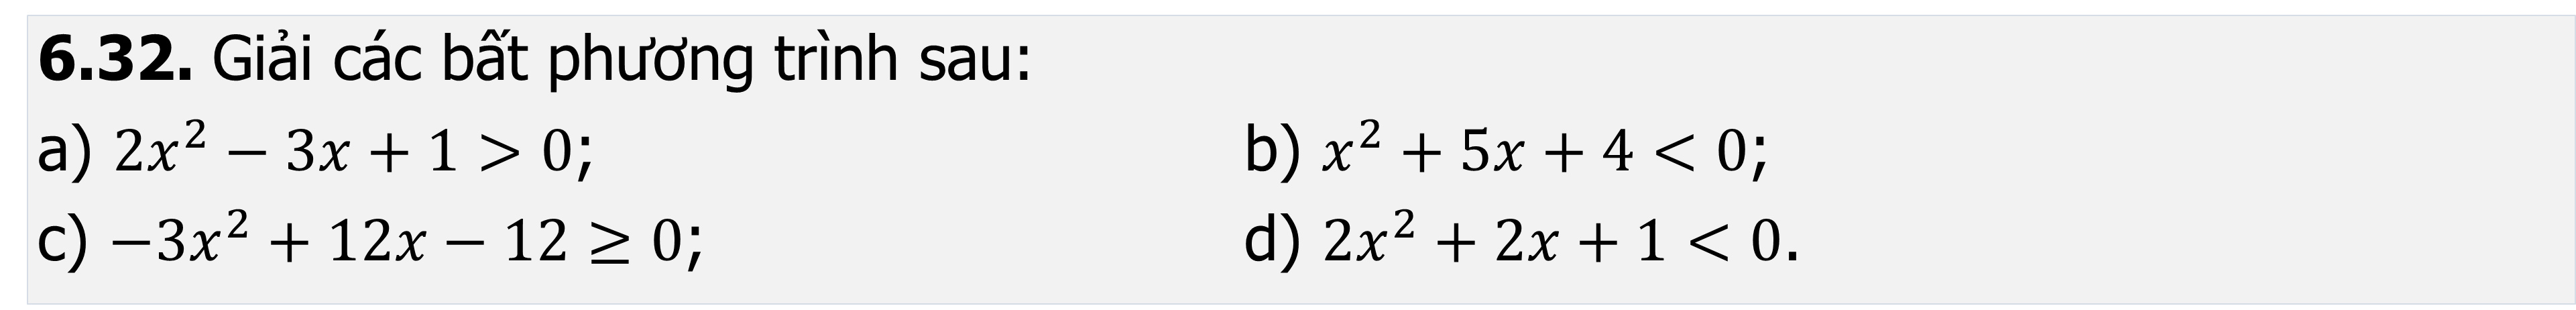 6.32. Giải các bất phương trình sau:
a) 2x² − 3x + 1 > 0; b) x² + 5x + 4 < 0;
c) −3x² + 12x − 12 ≥ 0; d) 2x² + 2x + 1 < 0.